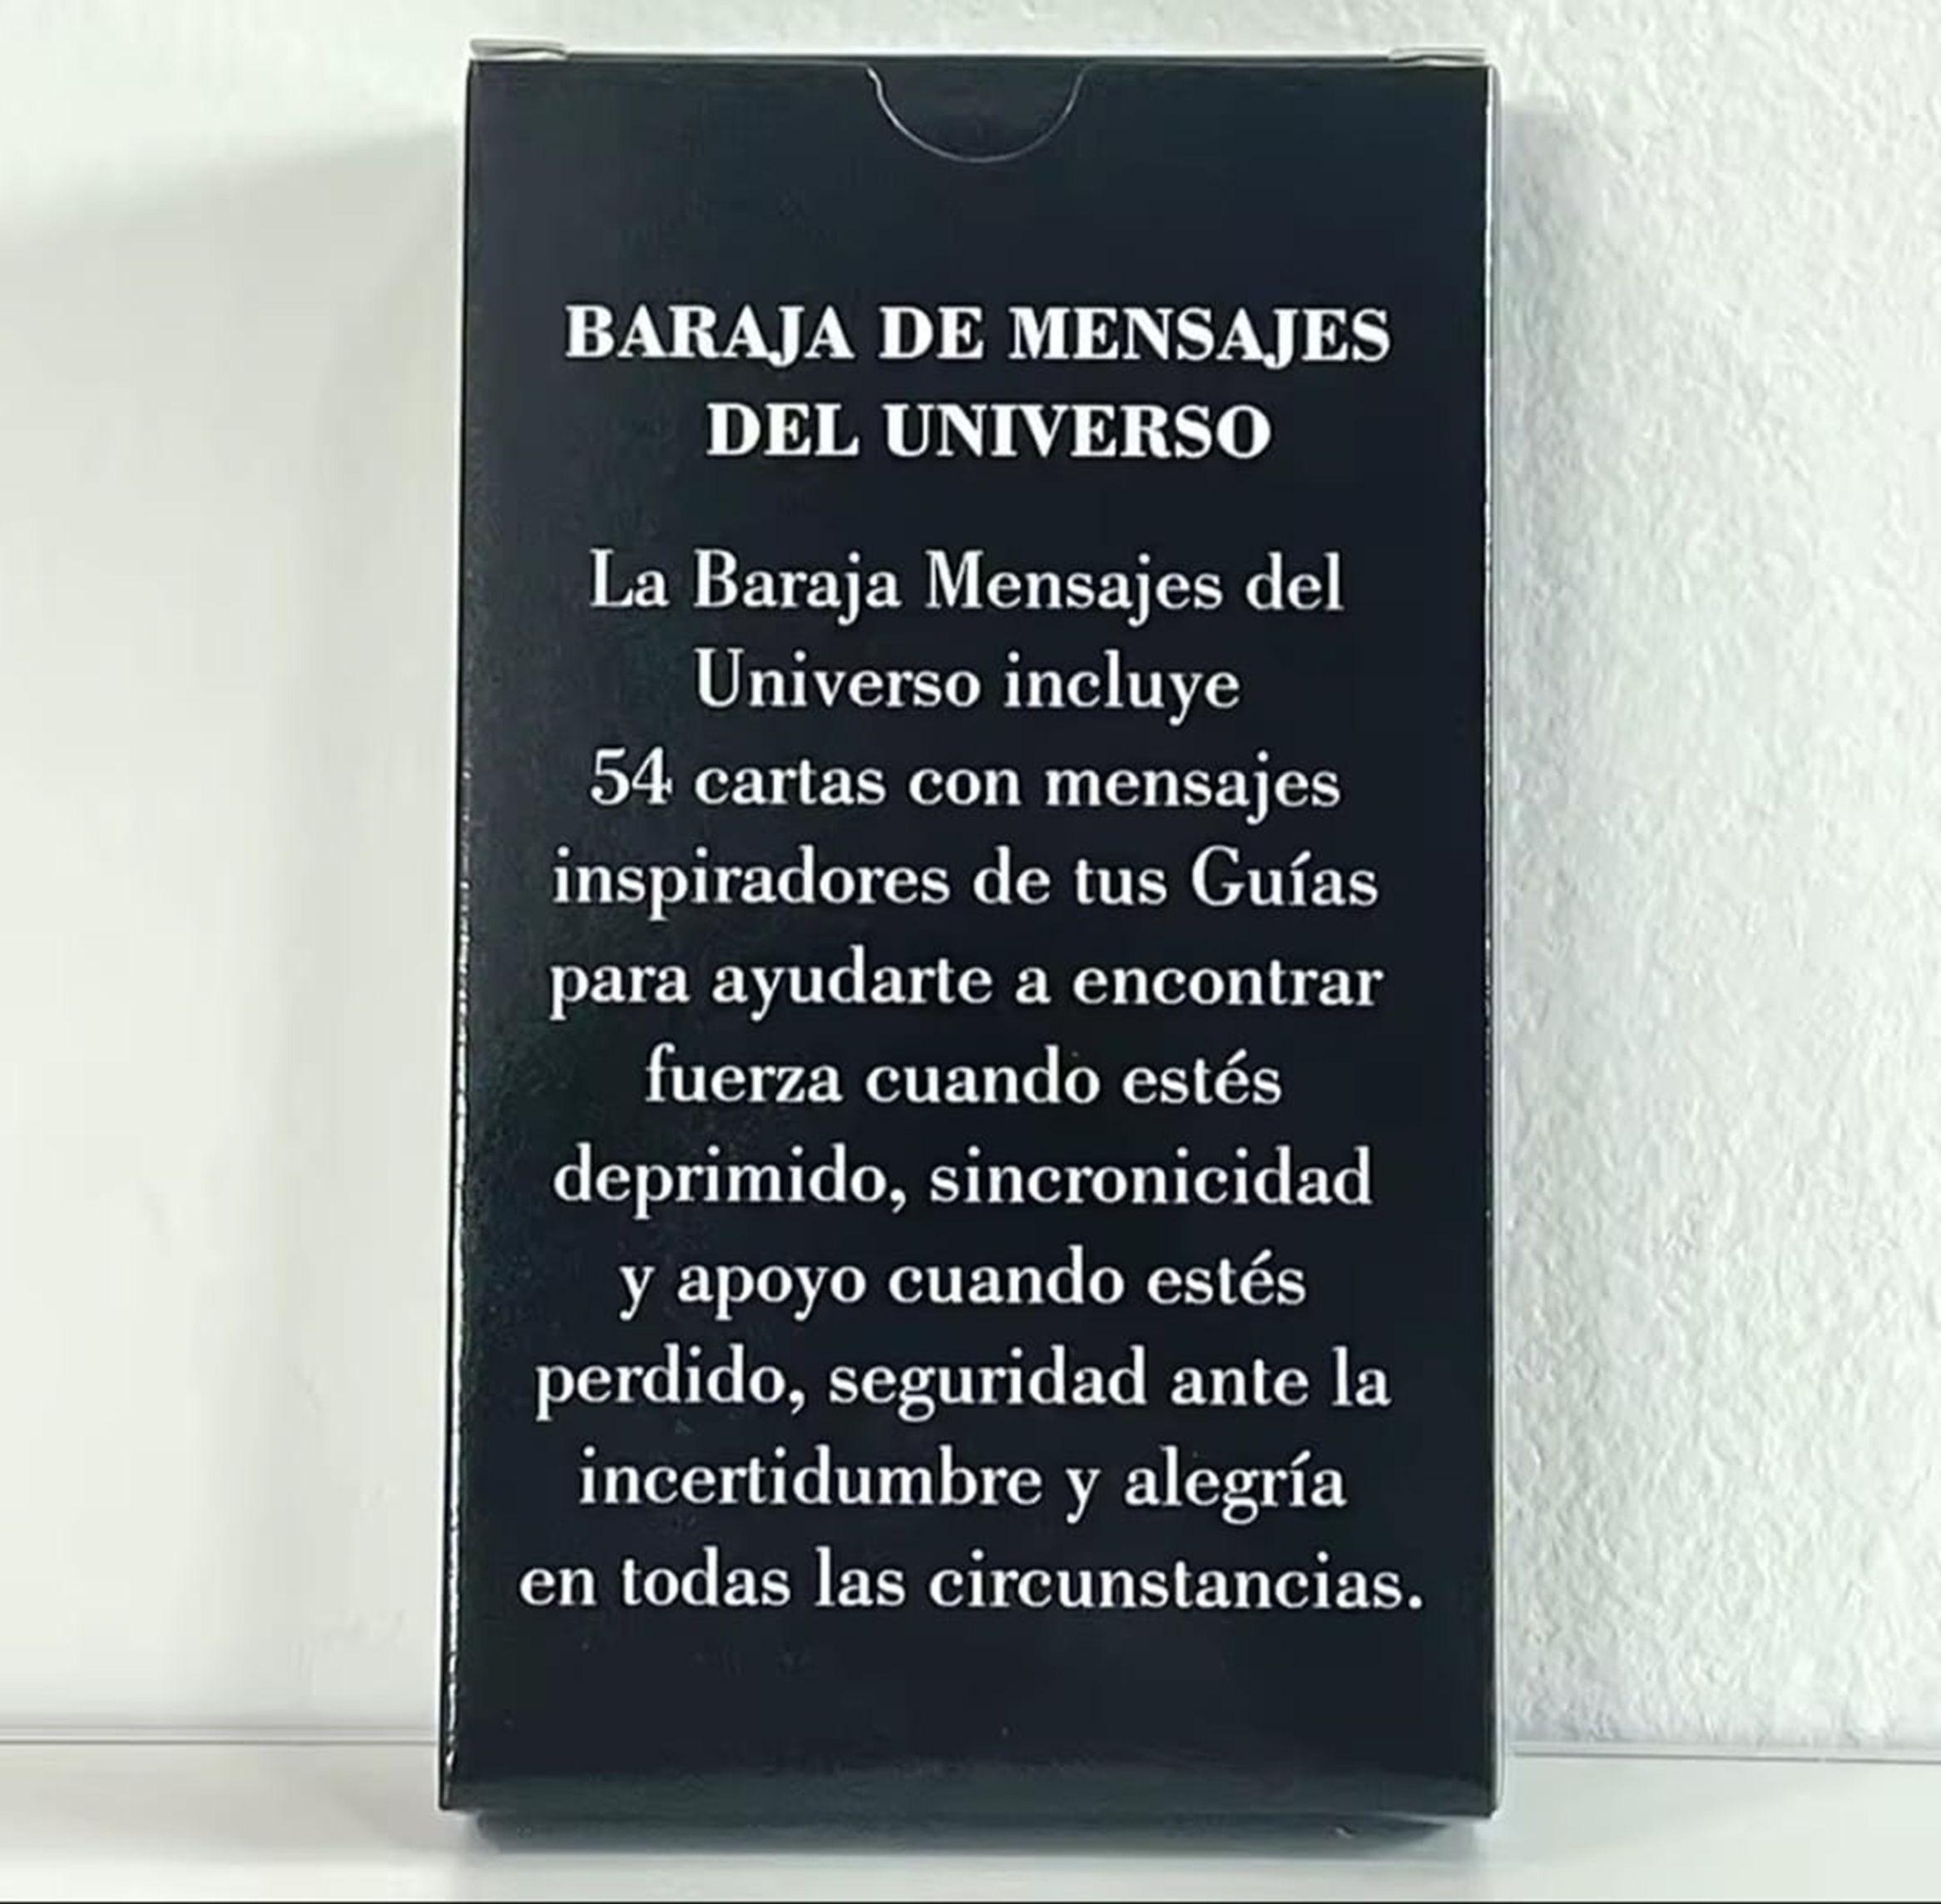 BARAJA DE MENSAJES
DEL UNIVERSO
La Baraja Mensajes del
Universo incluye
54 cartas con mensajes
inspiradores de tus Guías
para ayudarte a encontrar
fuerza cuando estés
deprimido, sincronicidad
y apoyo cuando estés
perdido, seguridad ante la
incertidumbre y alegría
en todas las circunstancias.